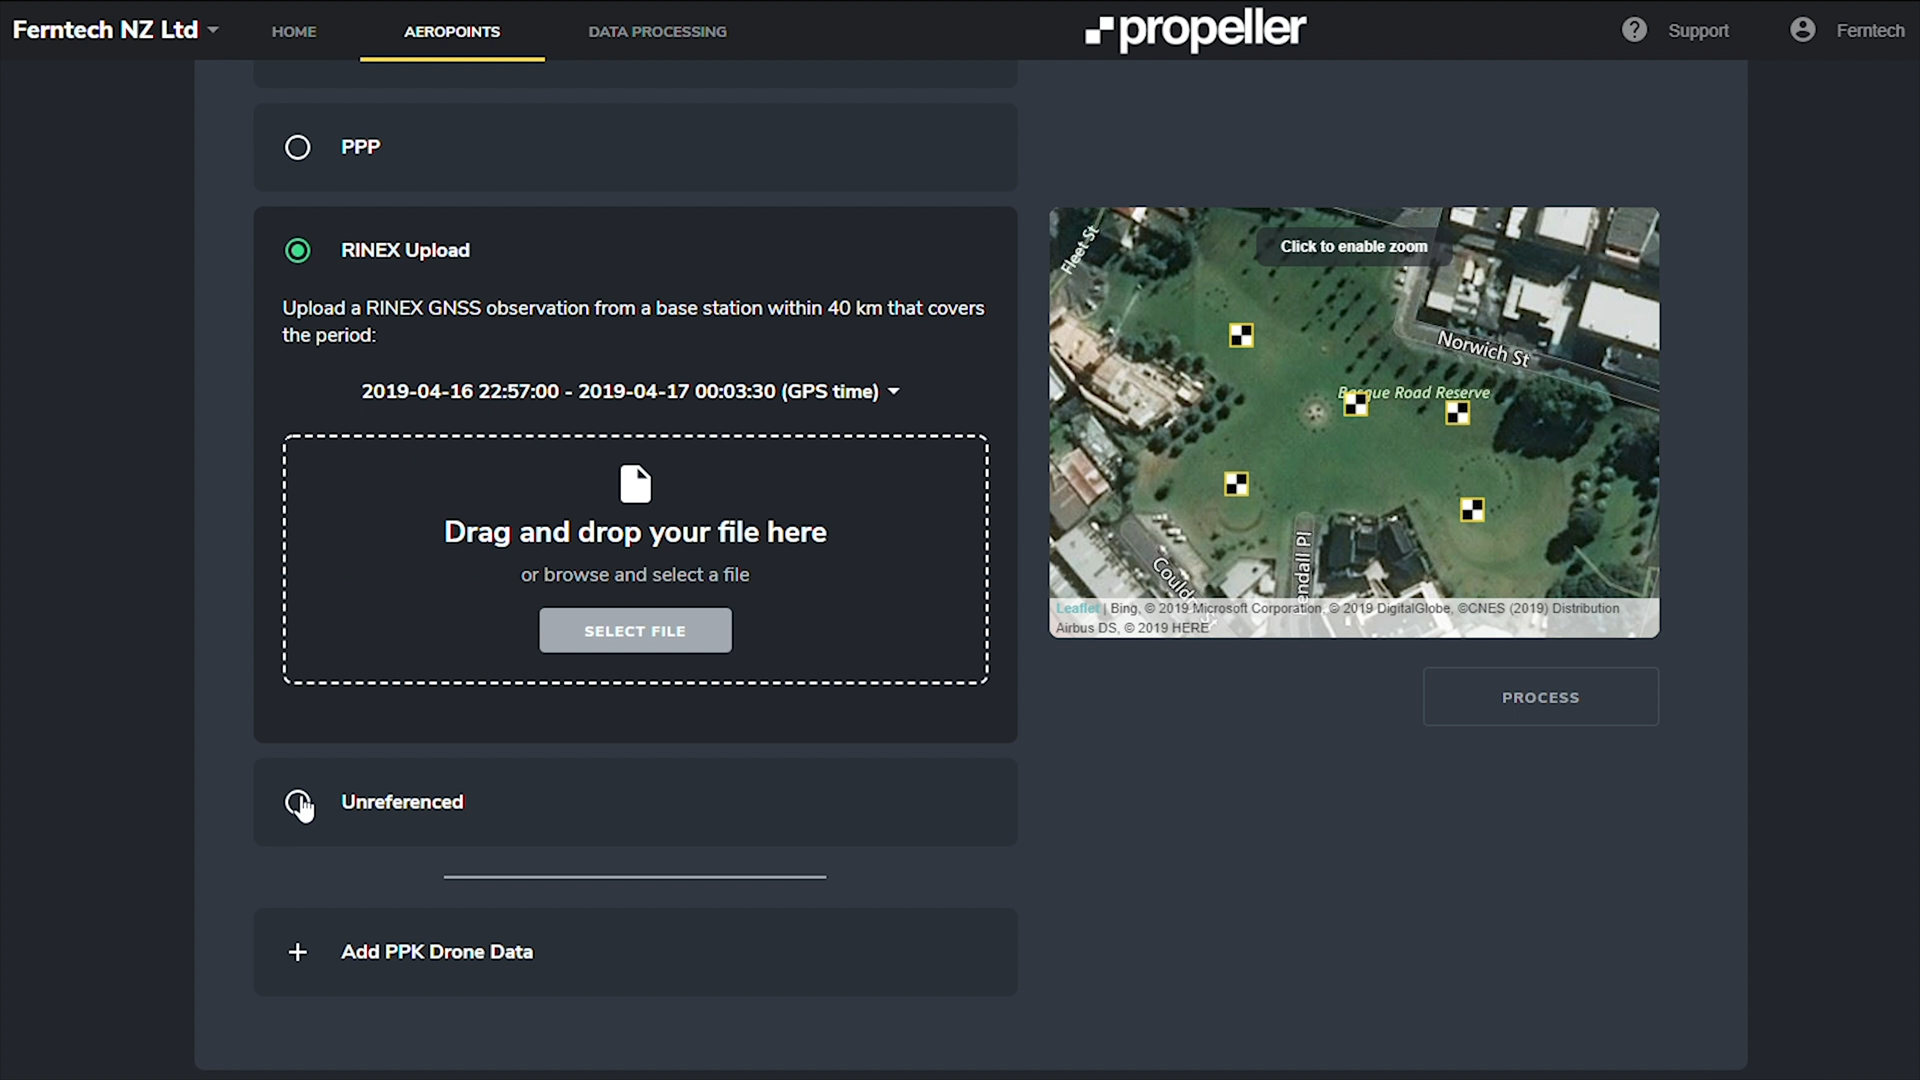 Ferntech NZ Ltd
HOME
AEROPOINTS
DATA PROCESSING
propeller
Support
Ferntech
PPP
RINEX Upload
Upload a RINEX GNSS observation from a base station within 40 km that covers
the period:
2019-04-16 22:57:00 - 2019-04-17 00:03:30 (GPS time)
Drag and drop your file here
or browse and select a file
SELECT FILE
Unreferenced
Add PPK Drone Data
Click to enable zoom
Fleet St
Norwich St
Road Reserve
Leaflet | Bing, © 2019 Microsoft Corporation, © 2019 DigitalGlobe, ©CNES (2019) Distribution
Airbus DS, © 2019 HERE
PROCESS